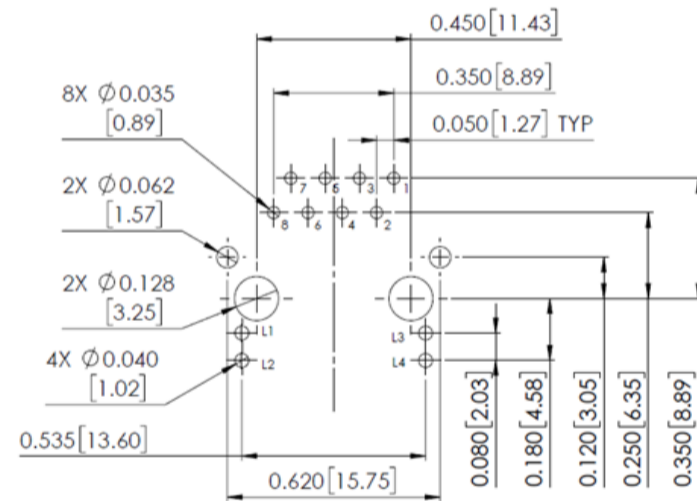 0.450[11.43]
0.350[8.89]
8X Ø0.035
[0.89]
0.050[1.27] TYP
7 5 3 1
2X Ø0.062
[1.57]
8 6 4 2
2X Ø0.128
[3.25]
L1 L3
L2 L4
4X Ø0.040
[1.02]
0.535[13.60]
0.620[15.75]
0.080[2.03]
0.180[4.58]
0.120[3.05]
0.250[6.35]
0.350[8.89]